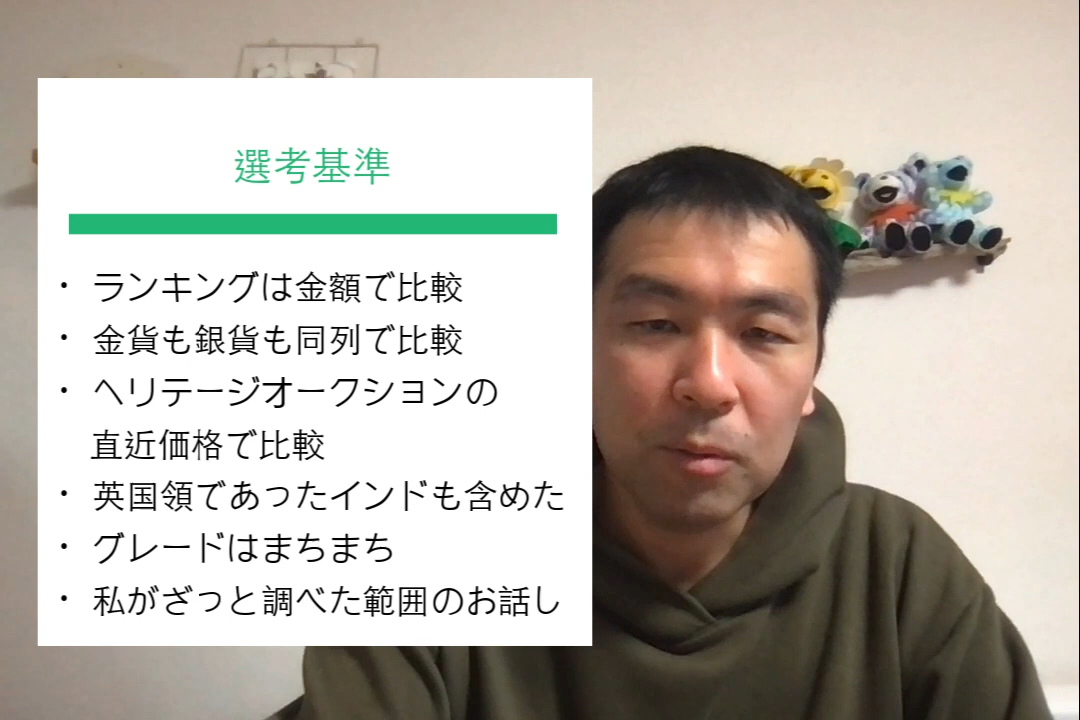 選考基準
・ ランキングは金額で比較
・ 金貨も銀貨も同列で比較
・ ヘリテージオークションの
直近価格で比較
・ 英国領であったインドも含めた
・ グレードはまちまち
・ 私がざっと調べた範囲のお話し